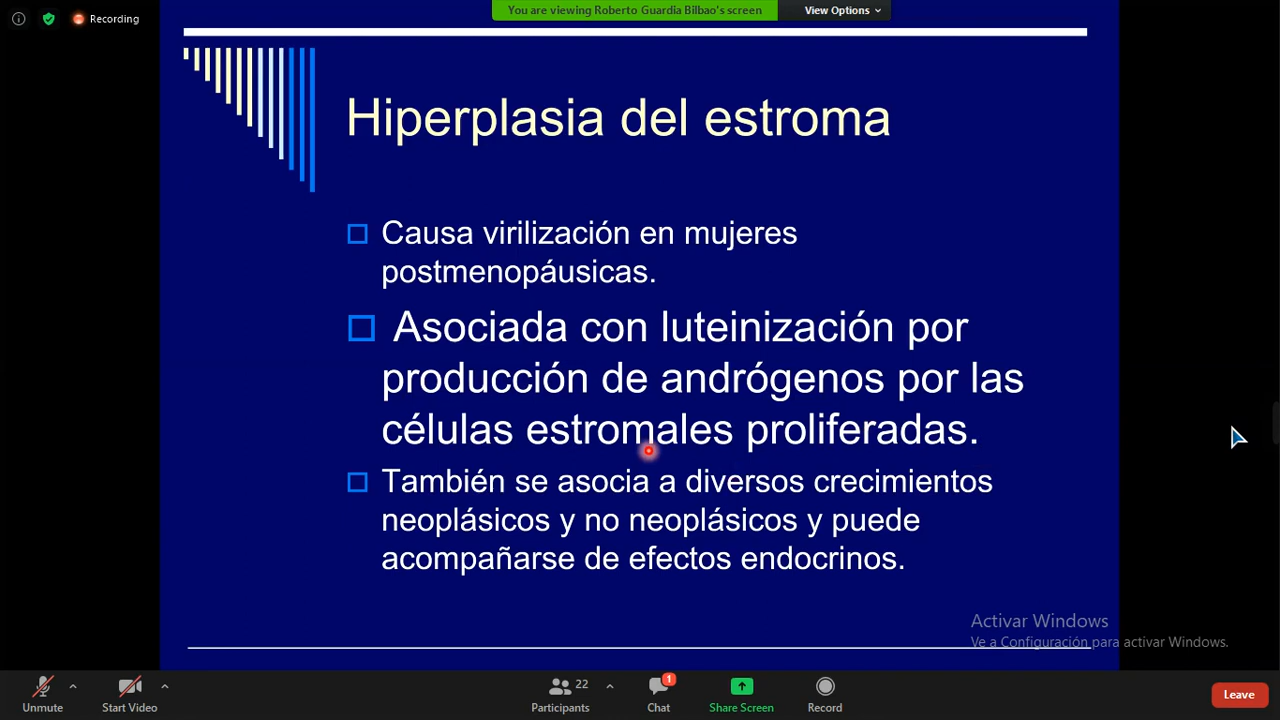 Recording
You are viewing Roberto Guardia Bilbao's screen
View Options
Hiperplasia del estroma
Causa virilización en mujeres
postmenopáusicas.
Asociada con luteinización por
producción de andrógenos por las
células estromales proliferadas.
También se asocia a diversos crecimientos
neoplásicos y no neoplásicos y puede
acompañarse de efectos endocrinos.
Activar Windows
Ve a Configuración para activar Windows.
Unmute
Start Video
22
Participants
1
Chat
Share Screen
Record
Leave